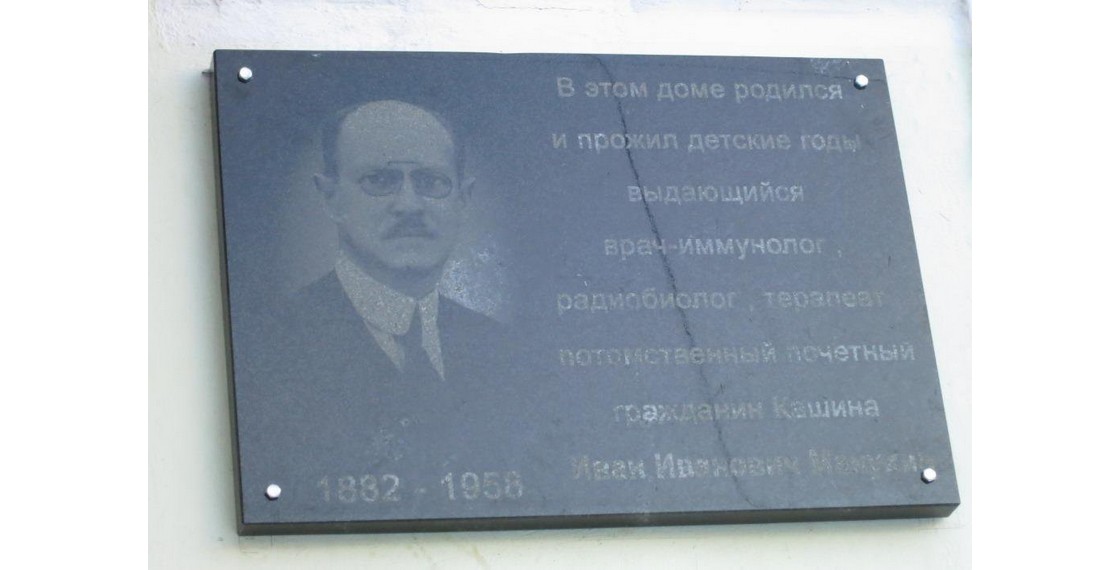 В этом доме родился
и прожил детские годы
выдающийся
врач-иммунолог ,
радиобиолог , терапевт
потомственный почетный
гражданин Кашина
Иван Иванович Манухин
1882 - 1958